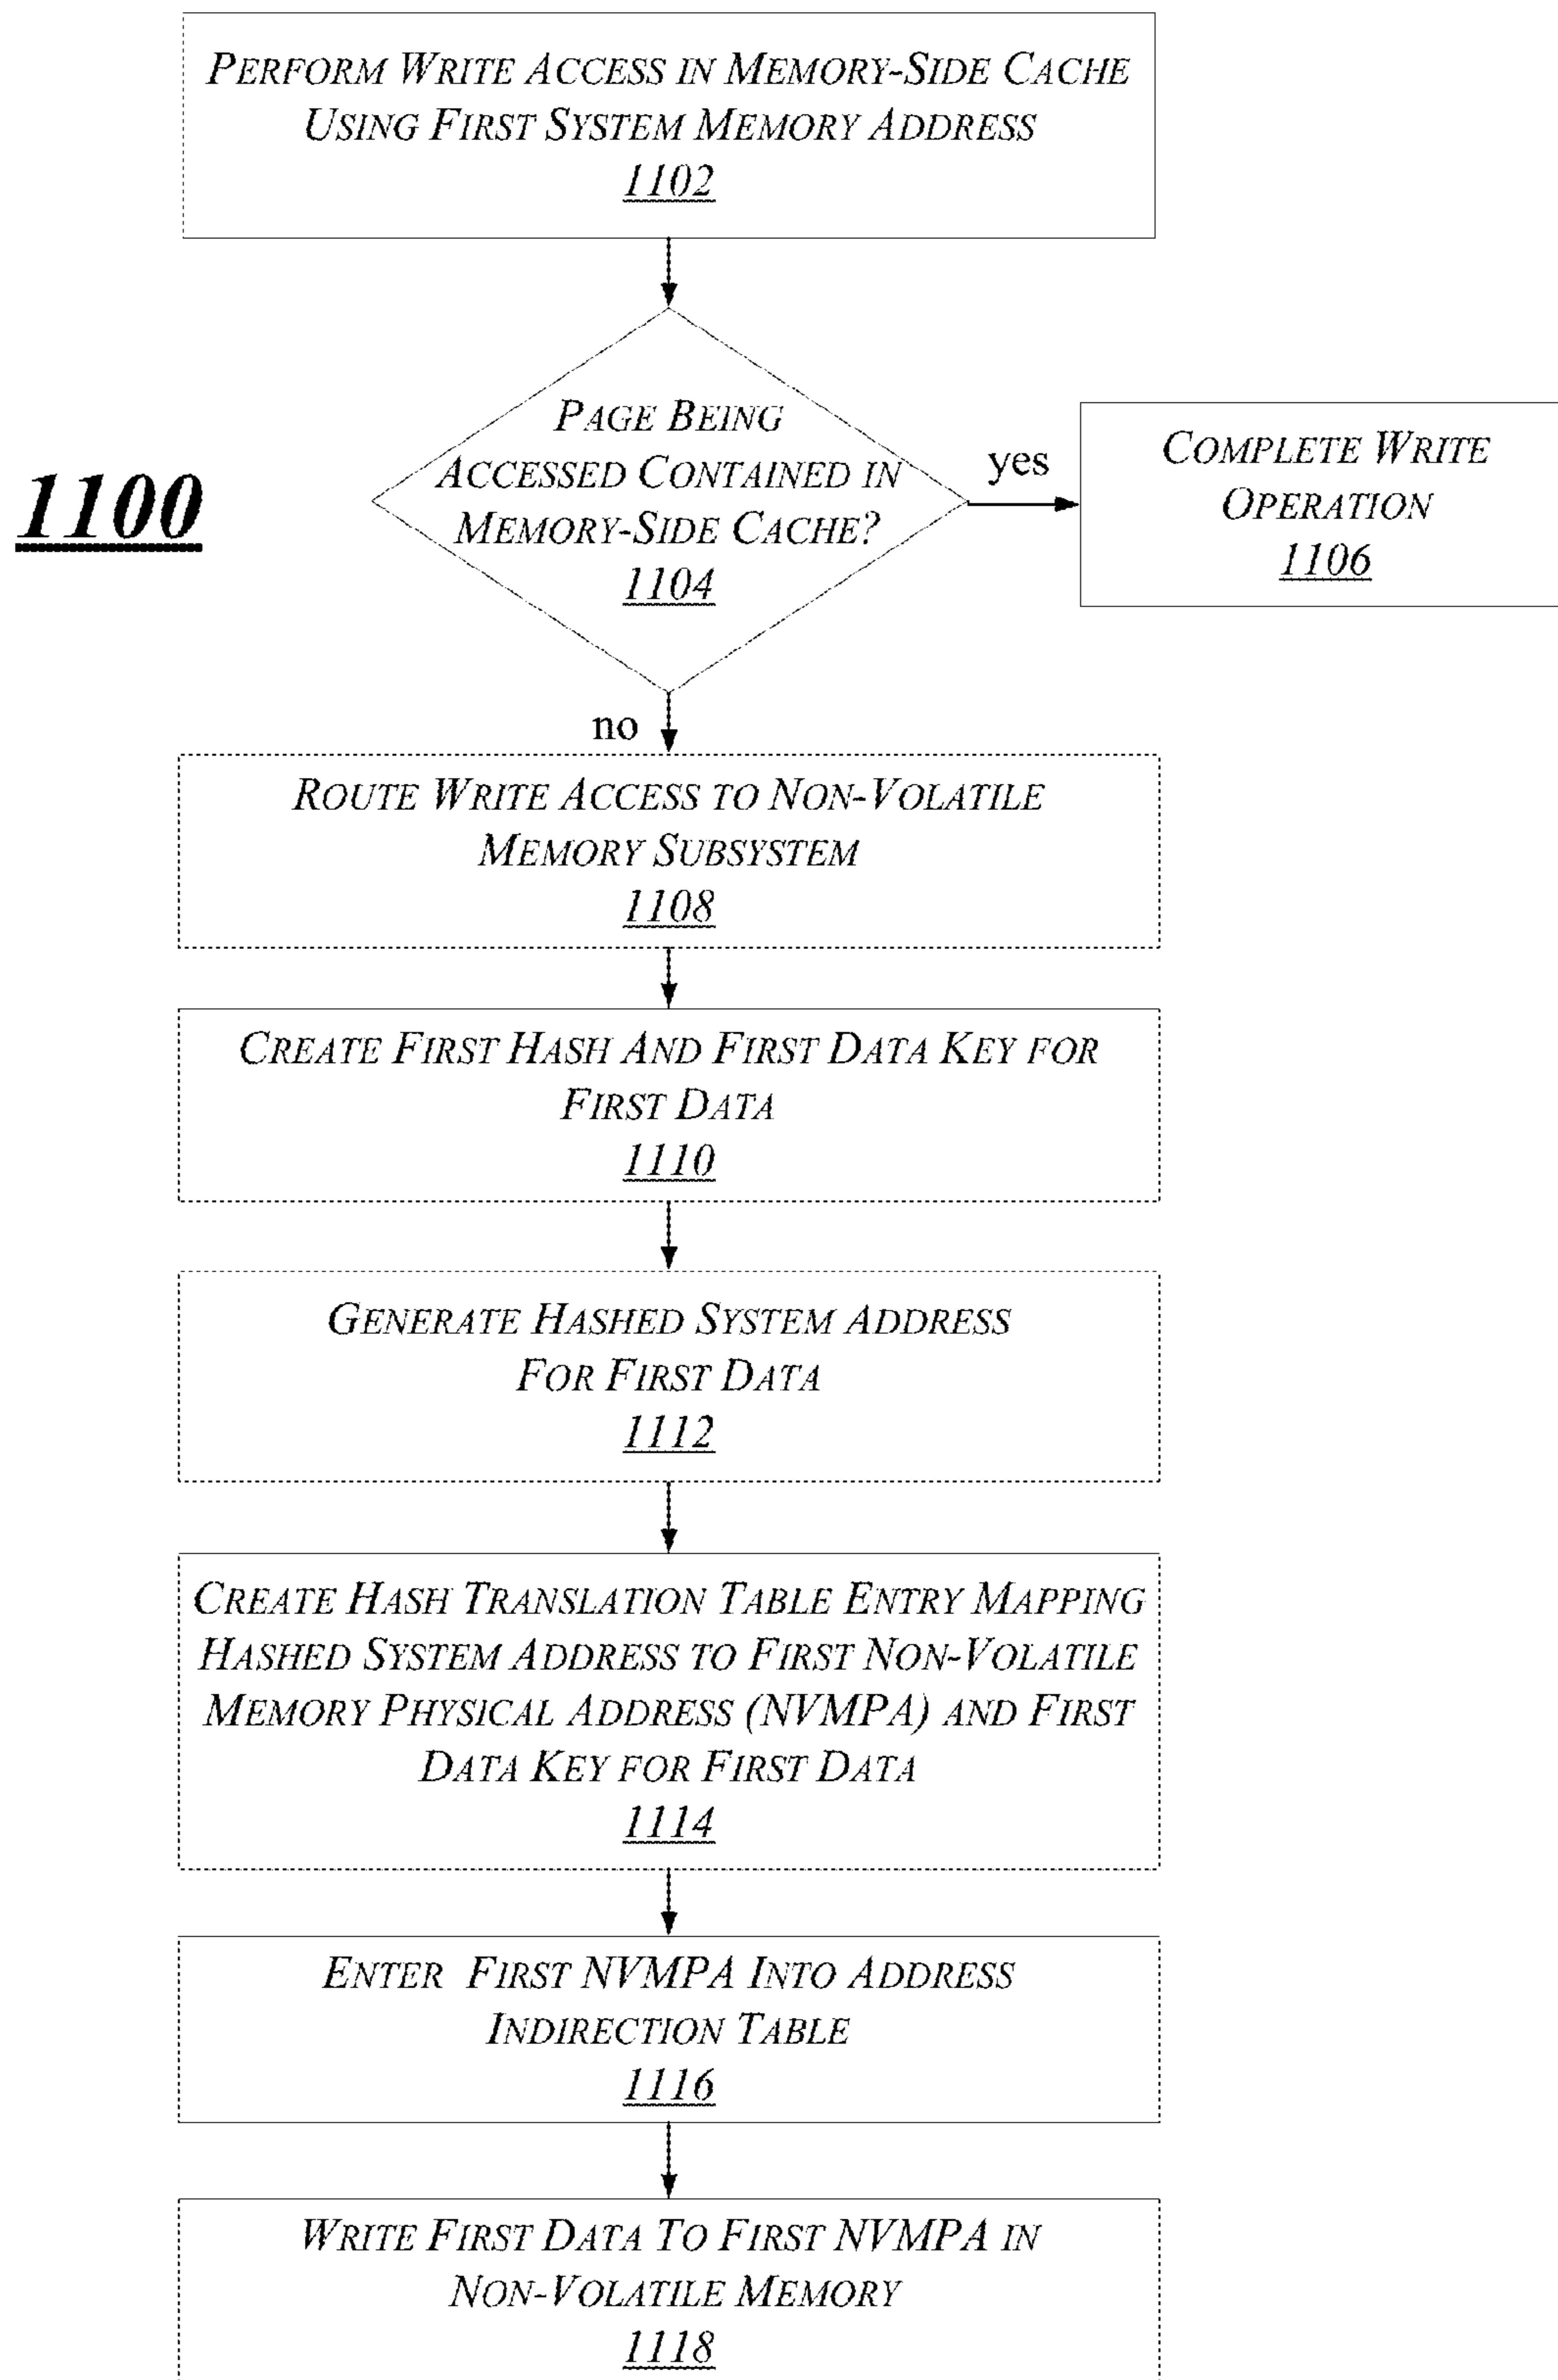 PERFORM WRITE ACCESS IN MEMORY-SIDE CACHE
USING FIRST SYSTEM MEMORY ADDRESS
1102
PAGE BEING
ACCESSED CONTAINED IN
MEMORY-SIDE CACHE?
1104
yes
COMPLETE WRITE
OPERATION
1106
1100
no
ROUTE WRITE ACCESS TO NON-VOLATILE
MEMORY SUBSYSTEM
1108
CREATE FIRST HASH AND FIRST DATA KEY FOR
FIRST DATA
1110
GENERATE HASHED SYSTEM ADDRESS
FOR FIRST DATA
1112
CREATE HASH TRANSLATION TABLE ENTRY MAPPING
HASHED SYSTEM ADDRESS TO FIRST NON-VOLATILE
MEMORY PHYSICAL ADDRESS (NVMPA) AND FIRST
DATA KEY FOR FIRST DATA
1114
ENTER FIRST NVMPA INTO ADDRESS
INDIRECTION TABLE
1116
WRITE FIRST DATA TO FIRST NVMPA IN
NON-VOLATILE MEMORY
1118